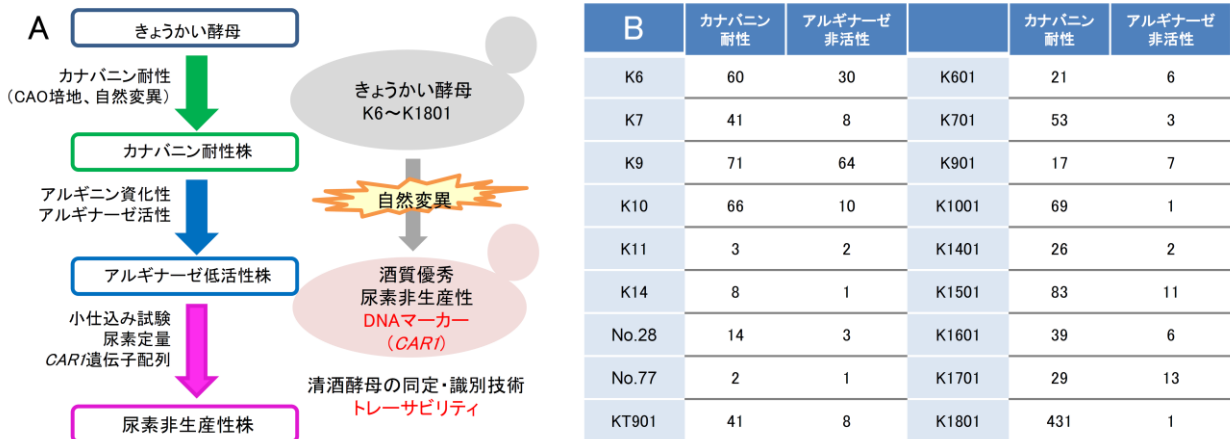 A
きょうかい酵母
カナバニン耐性
（CAO培地、自然変異）
カナバニン耐性株
アルギニン資化性
アルギナーゼ活性
アルギナーゼ低活性株
小仕込み試験
尿素定量
CAR1遺伝子配列
尿素非生産性株
きょうかい酵母
K6～K1801
自然変異
酒質優秀
尿素非生産性
DNAマーカー
（CAR1）
清酒酵母の同定・識別技術
トレーサビリティ
B カナバニン耐性 アルギナーゼ非活性 カナバニン耐性 アルギナーゼ非活性
K6 60 30 K601 21 6
K7 41 8 K701 53 3
K9 71 64 K901 17 7
K10 66 10 K1001 69 1
K11 3 2 K1401 26 2
K14 8 1 K1501 83 11
No.28 14 3 K1601 39 6
No.77 2 1 K1701 29 13
KT901 41 8 K1801 431 1